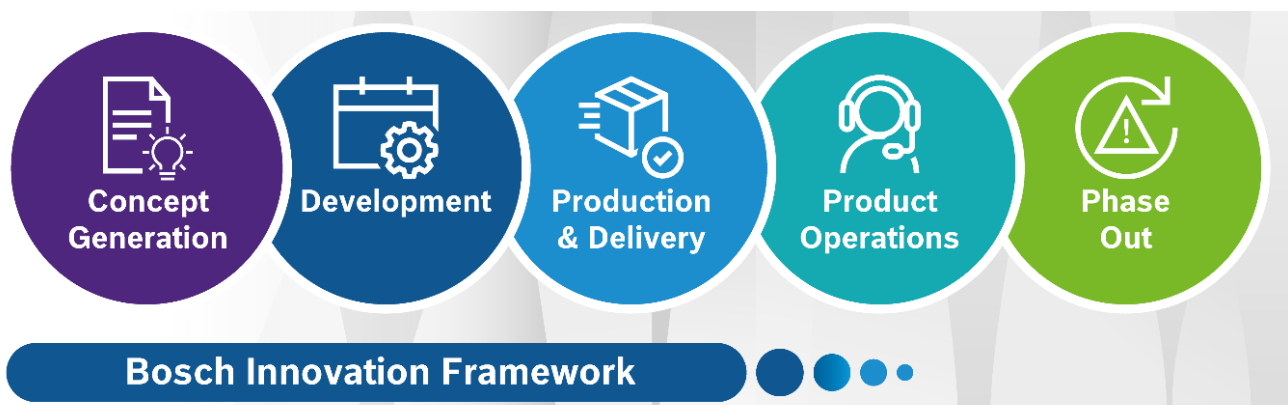 Concept
Generation
Development
Production
& Delivery
Product
Operations
Phase
Out
Bosch Innovation Framework